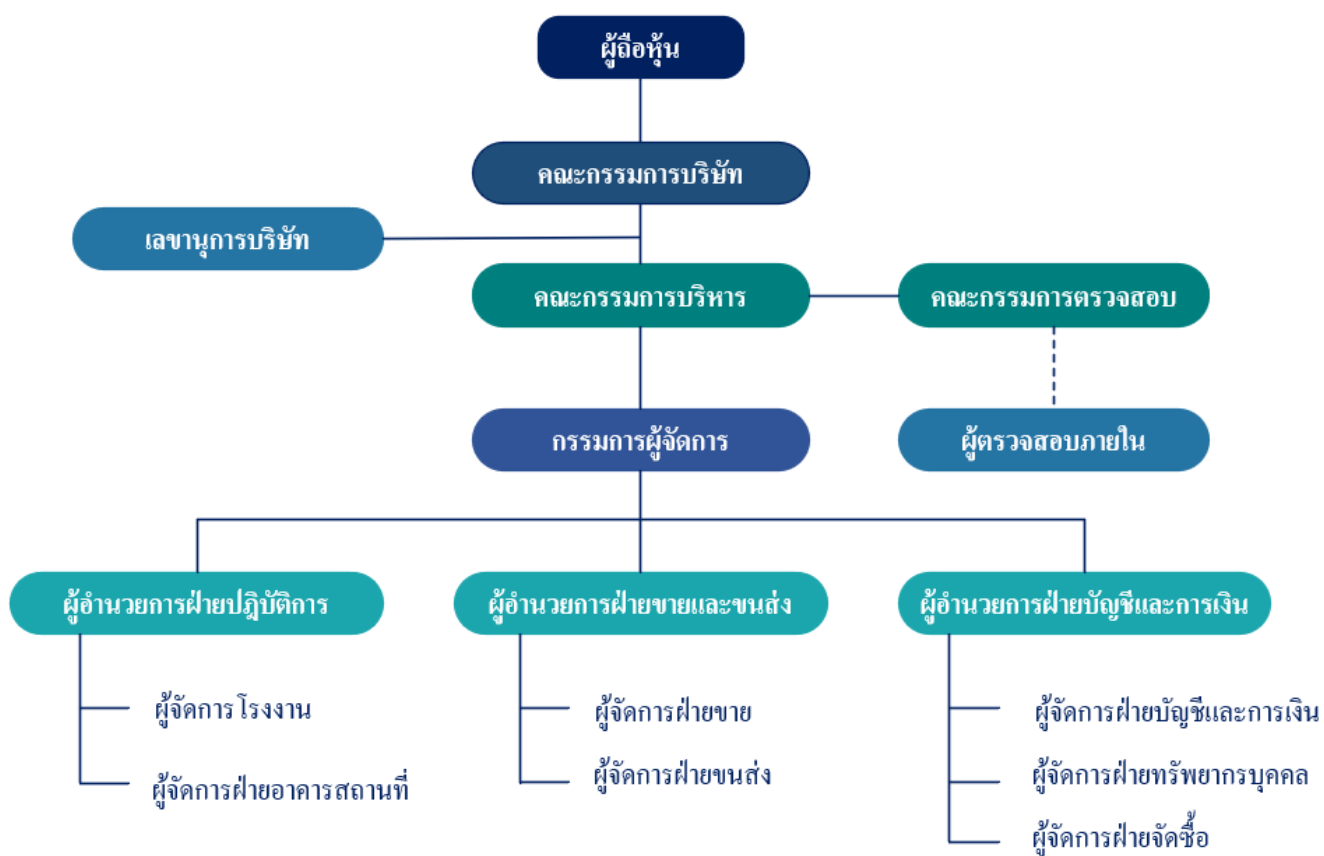 ผู้ถือหุ้น
คณะกรรมการบริษัท
เลขานุการบริษัท
คณะกรรมการบริหาร
คณะกรรมการตรวจสอบ
กรรมการผู้จัดการ
ผู้ตรวจสอบภายใน
ผู้อำนวยการฝ่ายปฎิบัติการ
ผู้อำนวยการฝ่ายขายและขนส่ง
ผู้อำนวยการฝ่ายบัญชีและการเงิน
ผู้จัดการโรงงาน
ผู้จัดการฝ่ายอาคารสถานที่
ผู้จัดการฝ่ายขาย
ผู้จัดการฝ่ายขนส่ง
ผู้จัดการฝ่ายบัญชีและการเงิน
ผู้จัดการฝ่ายทรัพยากรบุคคล
ผู้จัดการฝ่ายจัดซื้อ